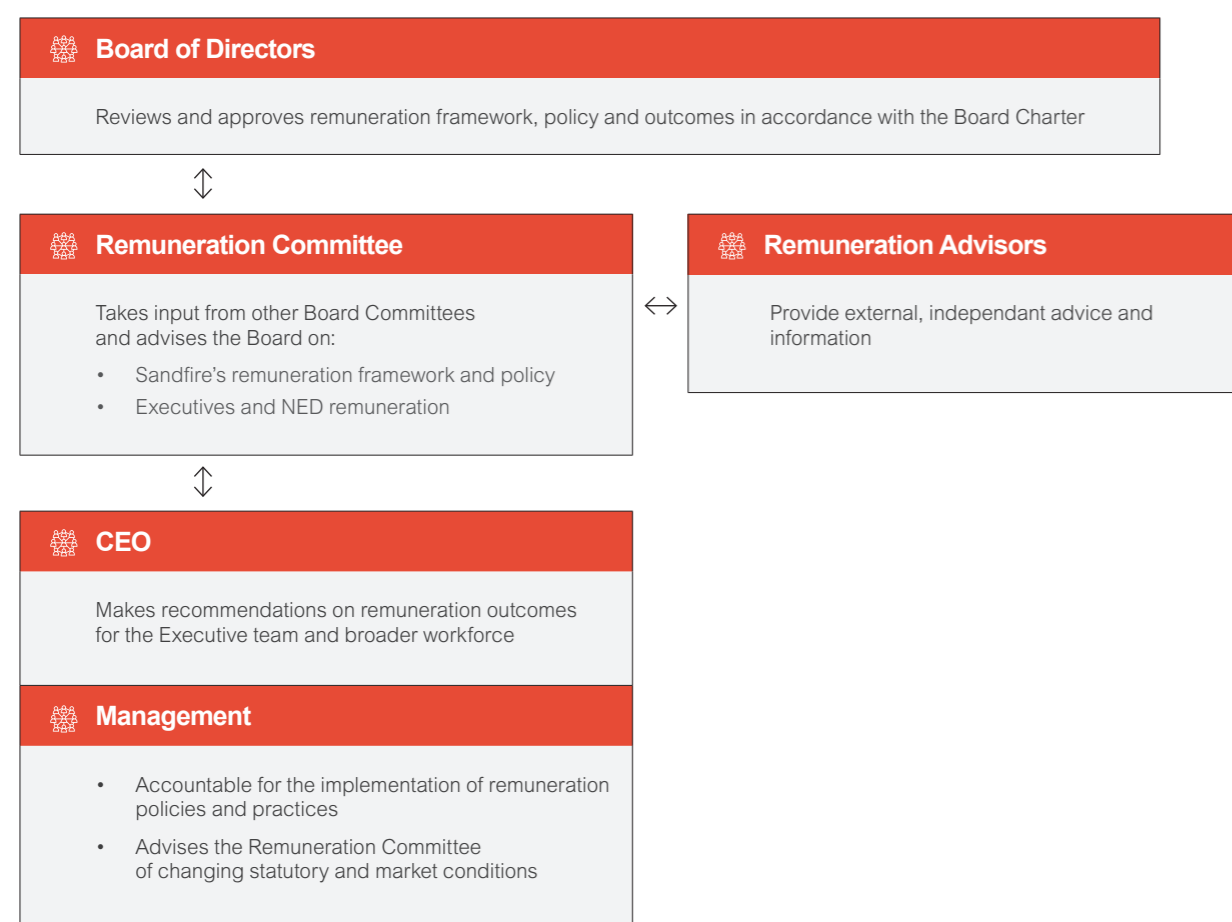 Board of Directors
Reviews and approves remuneration framework, policy and outcomes in accordance with the Board Charter
Remuneration Committee
Takes input from other Board Committees
and advises the Board on:
• Sandfire’s remuneration framework and policy
• Executives and NED remuneration
Remuneration Advisors
Provide external, independant advice and
information
CEO
Makes recommendations on remuneration outcomes
for the Executive team and broader workforce
Management
• Accountable for the implementation of remuneration
policies and practices
• Advises the Remuneration Committee
of changing statutory and market conditions